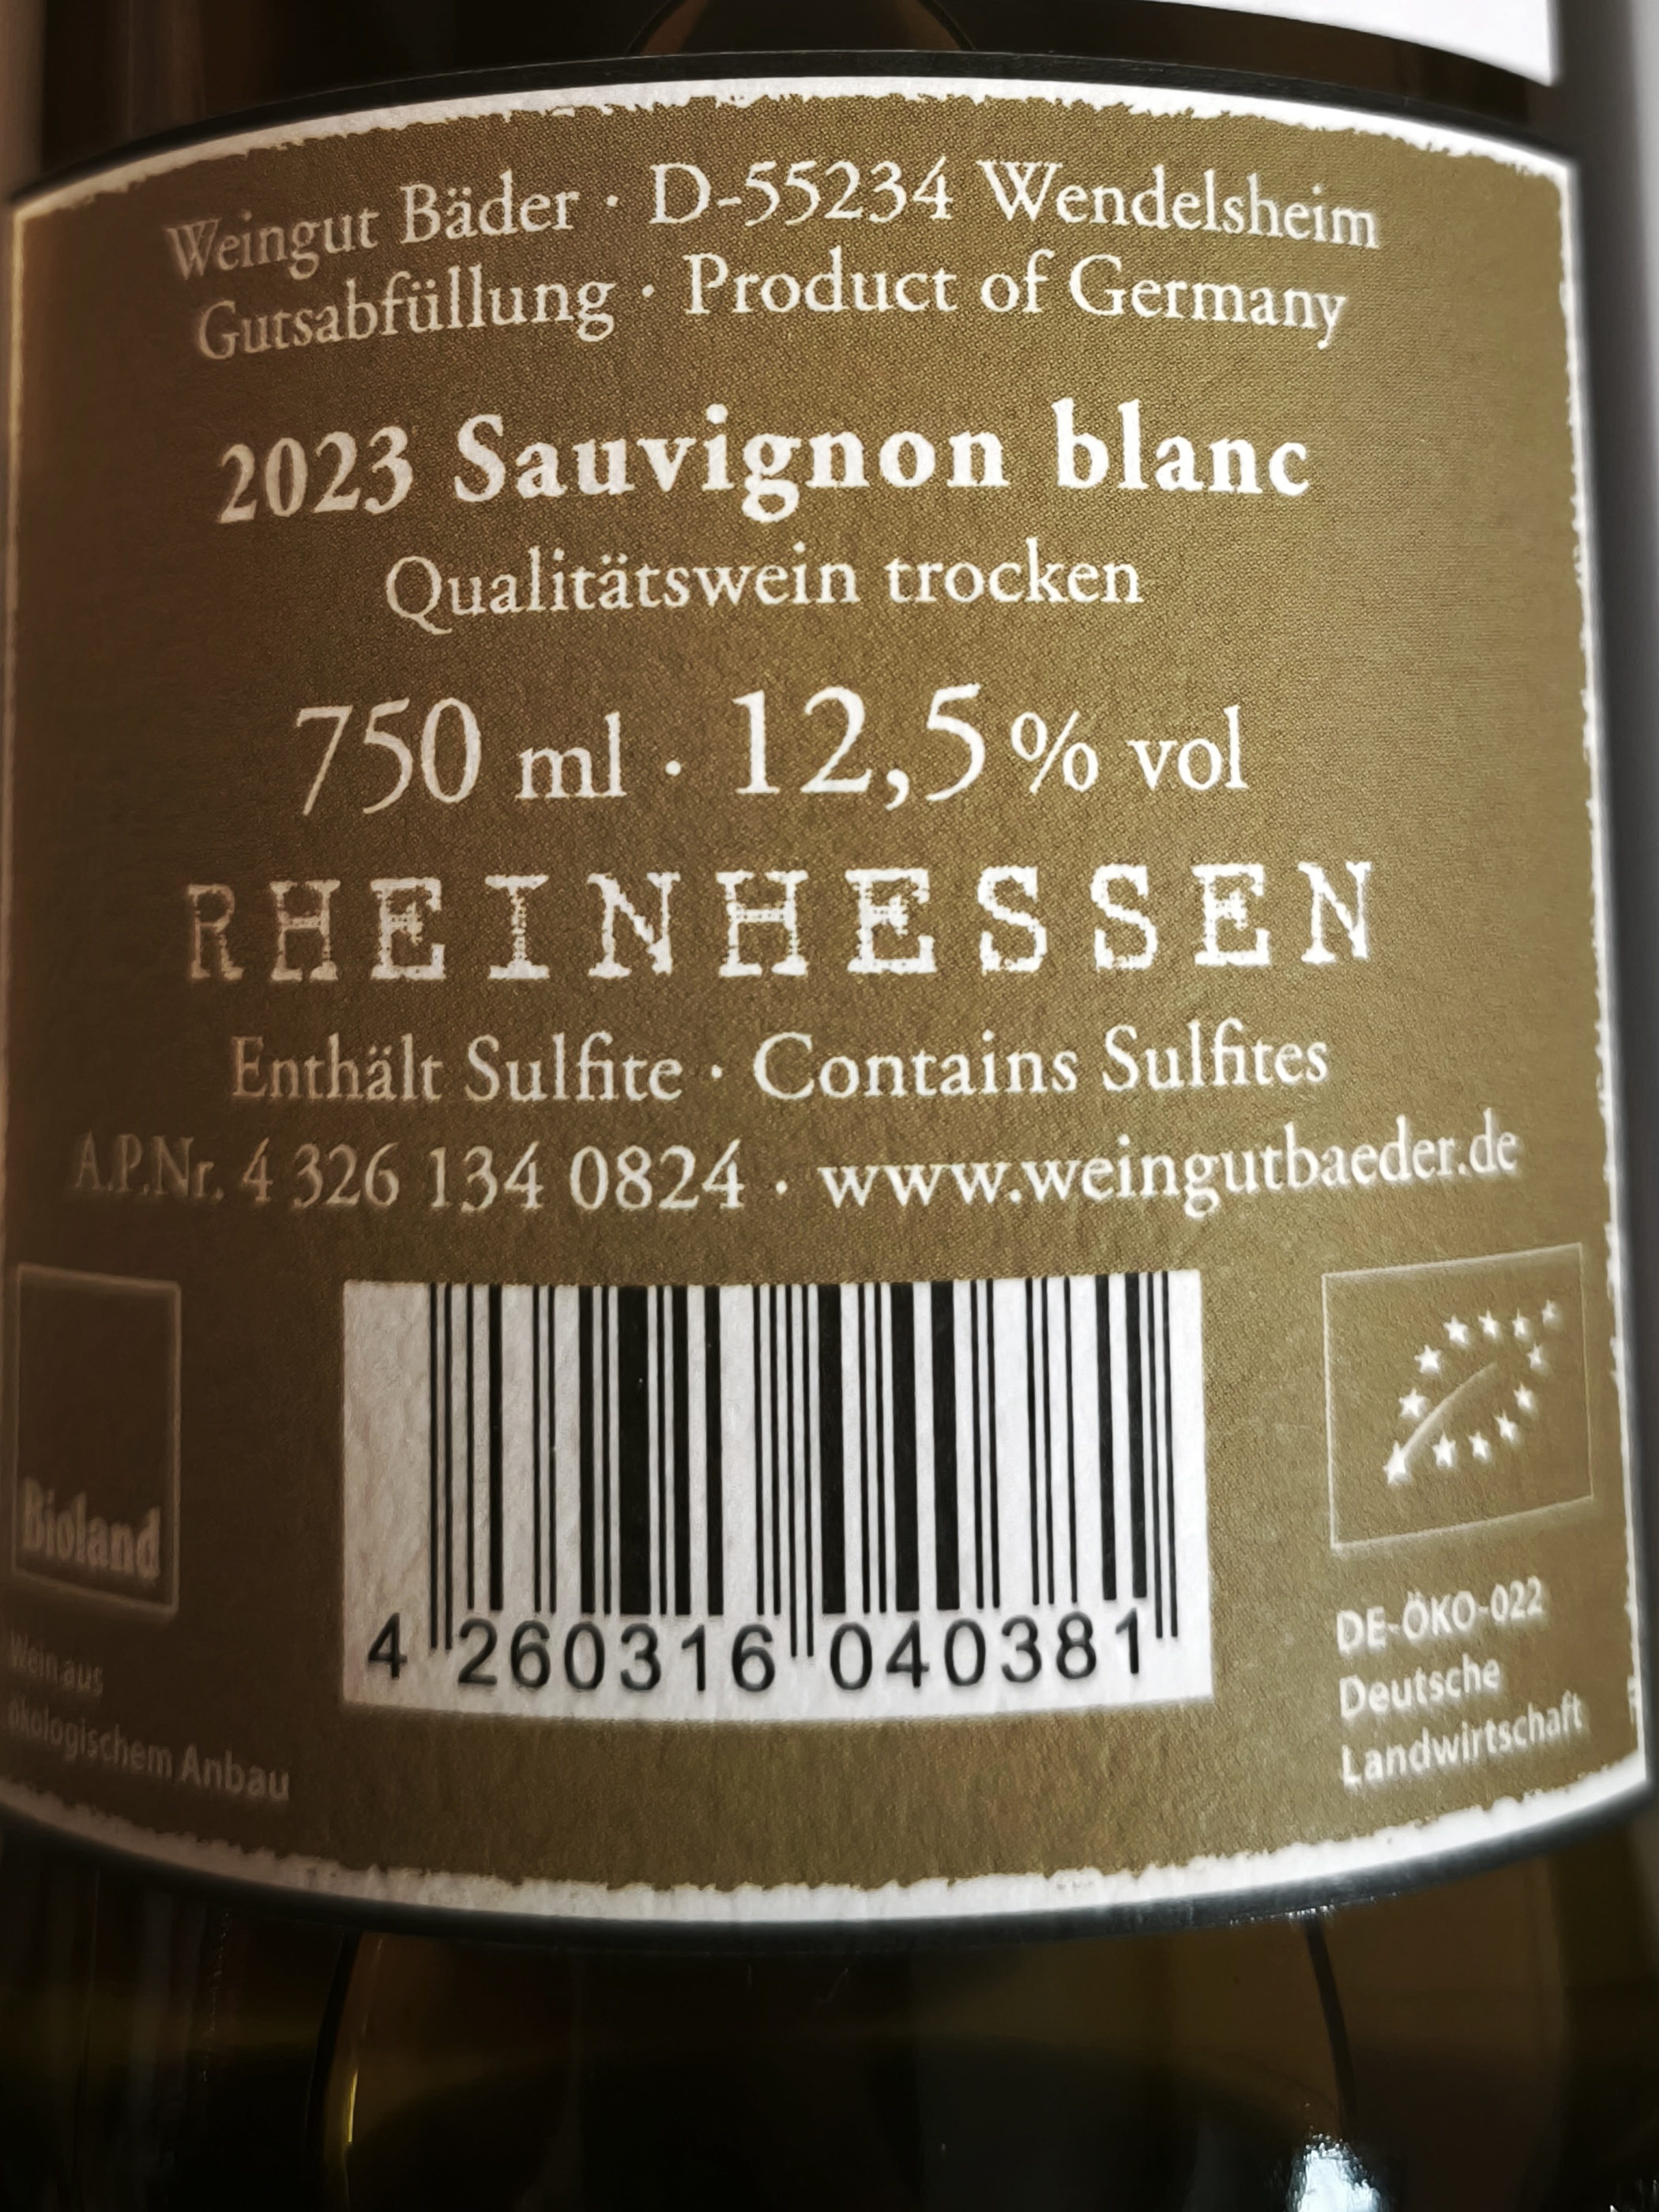 Weingut Bäder · D-55234 Wendelsheim
Gutsabfüllung · Product of Germany
2023 Sauvignon blanc
Qualitätswein trocken
750 ml · 12,5 % vol
RHEINHESSEN
Enthält Sulfite · Contains Sulfites
A.P.Nr. 4 326 134 0824 · www.weingutbaeder.de
Bioland
Wein aus
ökologischem Anbau
4 260316 040381
DE-ÖKO-022
Deutsche
Landwirtschaft